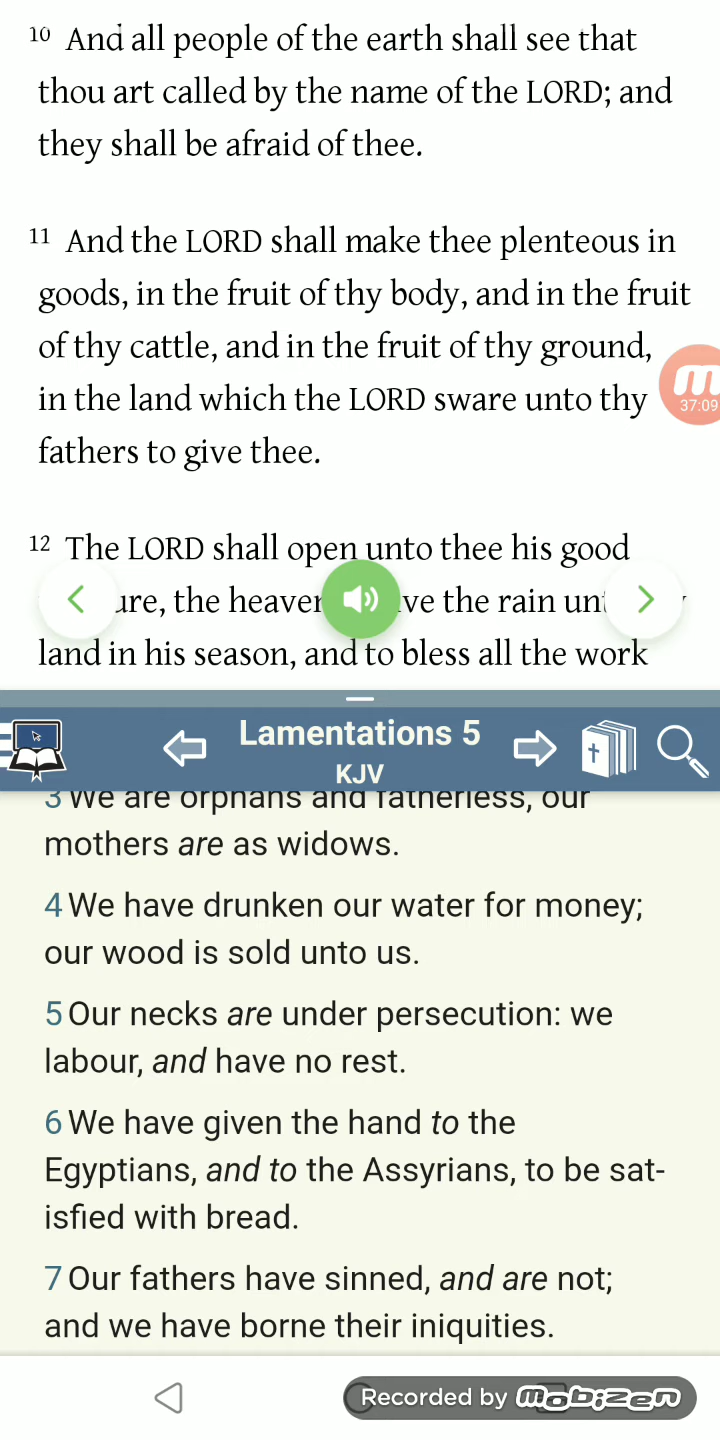 10 And all people of the earth shall see that
thou art called by the name of the LORD; and
they shall be afraid of thee.
11 And the LORD shall make thee plenteous in
goods, in the fruit of thy body, and in the fruit
of thy cattle, and in the fruit of thy ground,
in the land which the LORD sware unto thy
fathers to give thee.
37:09
12 The LORD shall open unto thee his good
the the rain
land in his season, and to bless all the work
Lamentations 5
KJV
3 We are orphans and fatherless, our
mothers are as widows.
4 We have drunken our water for money;
our wood is sold unto us.
5 Our necks are under persecution: we
labour, and have no rest.
6 We have given the hand to the
Egyptians, and to the Assyrians, to be sat-
isfied with bread.
7 Our fathers have sinned, and are not;
and we have borne their iniquities.
Recorded by mobizen